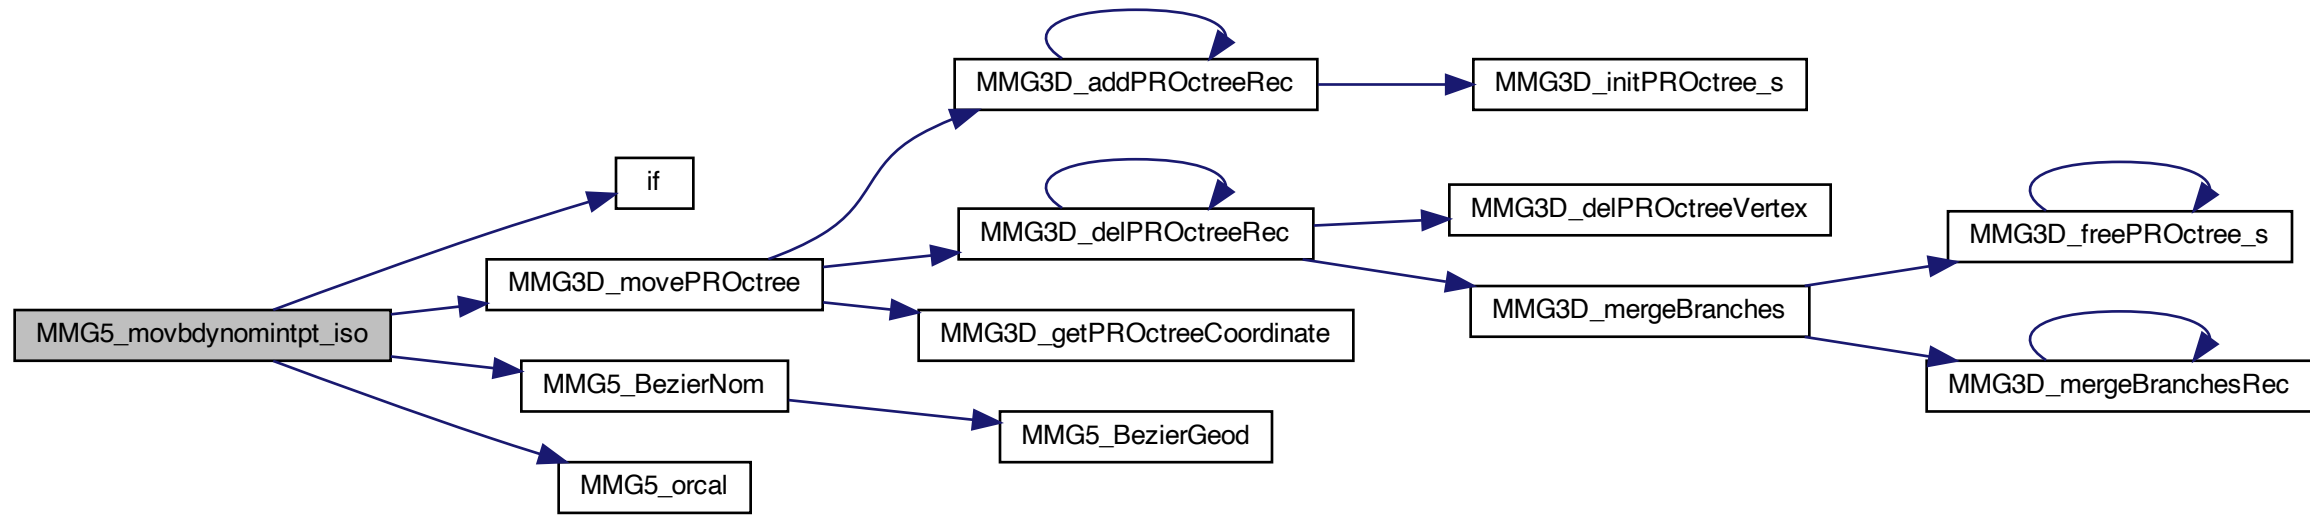 MMG5_movbdynomintpt_iso
if
MMG3D_movePROctree
MMG3D_addPROctreeRec
MMG3D_initPROctree_s
MMG3D_delPROctreeRec
MMG3D_delPROctreeVertex
MMG3D_mergeBranches
MMG3D_freePROctree_s
MMG3D_mergeBranchesRec
MMG3D_getPROctreeCoordinate
MMG5_BezierNom
MMG5_BezierGeod
MMG5_orcal